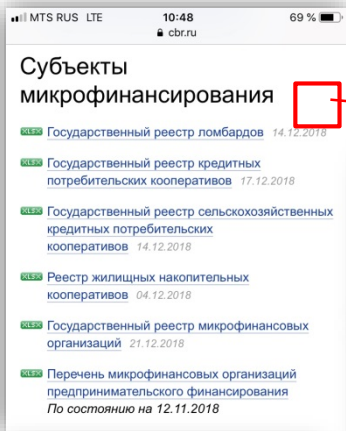 MTS RUS LTE 10:48 69 %
cbr.ru
Субъекты
микрофинансирования
XLSX Государственный реестр ломбардов 14.12.2018
XLSX Государственный реестр кредитных
потребительских кооперативов 17.12.2018
XLSX Государственный реестр сельскохозяйственных
кредитных потребительских
кооперативов 14.12.2018
XLSX Реестр жилищных накопительных
кооперативов 04.12.2018
XLSX Государственный реестр микрофинансовых
организаций 21.12.2018
XLSX Перечень микрофинансовых организаций
предпринимательского финансирования
По состоянию на 12.11.2018